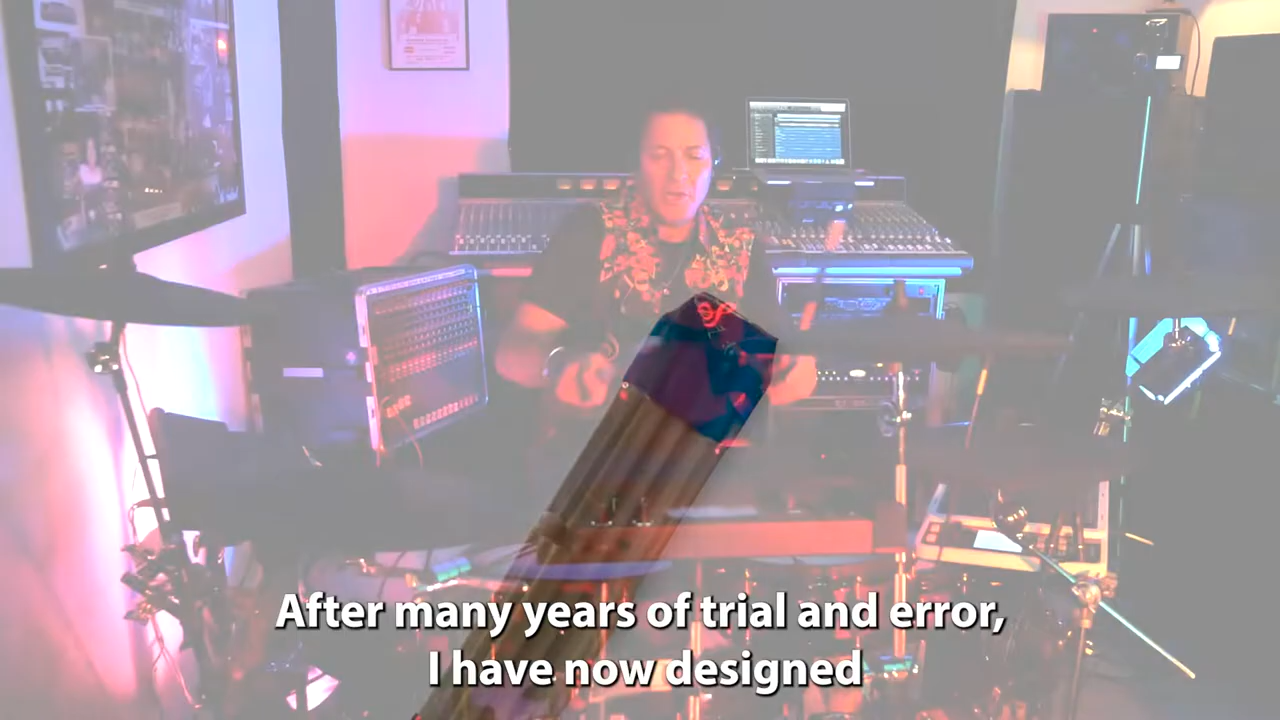 After many years of trial and error,
I have now designed